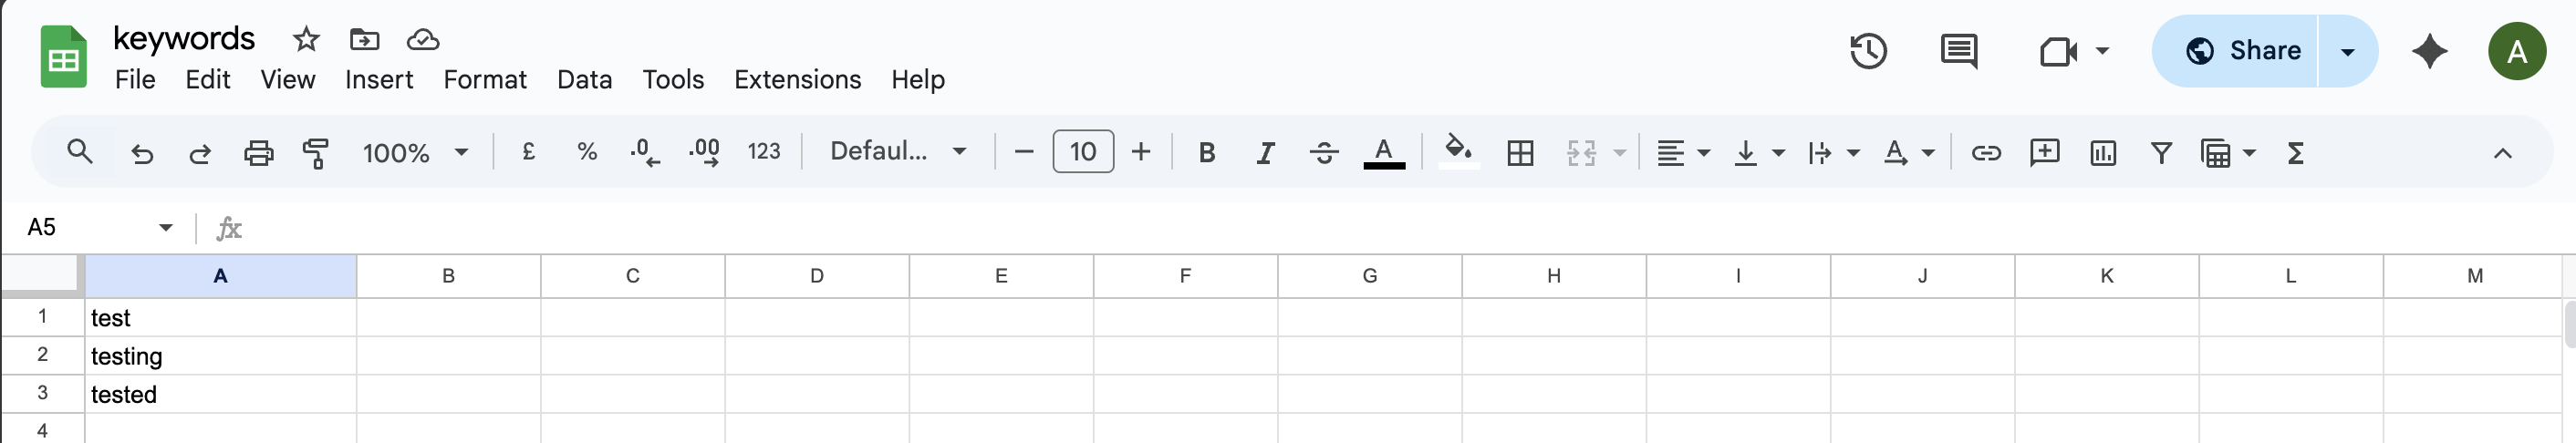 keywords
File Edit View Insert Format Data Tools Extensions Help
Share
A
100% £ % .0 .00 123 Defaul... 10 B I A A
A5 fx
A B C D E F G H I J K L M
1 test
2 testing
3 tested
4